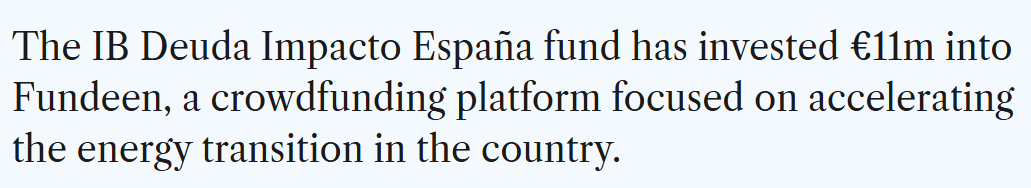 The IB Deuda Impacto España fund has invested €11m into
Fundeen, a crowdfunding platform focused on accelerating
the energy transition in the country.